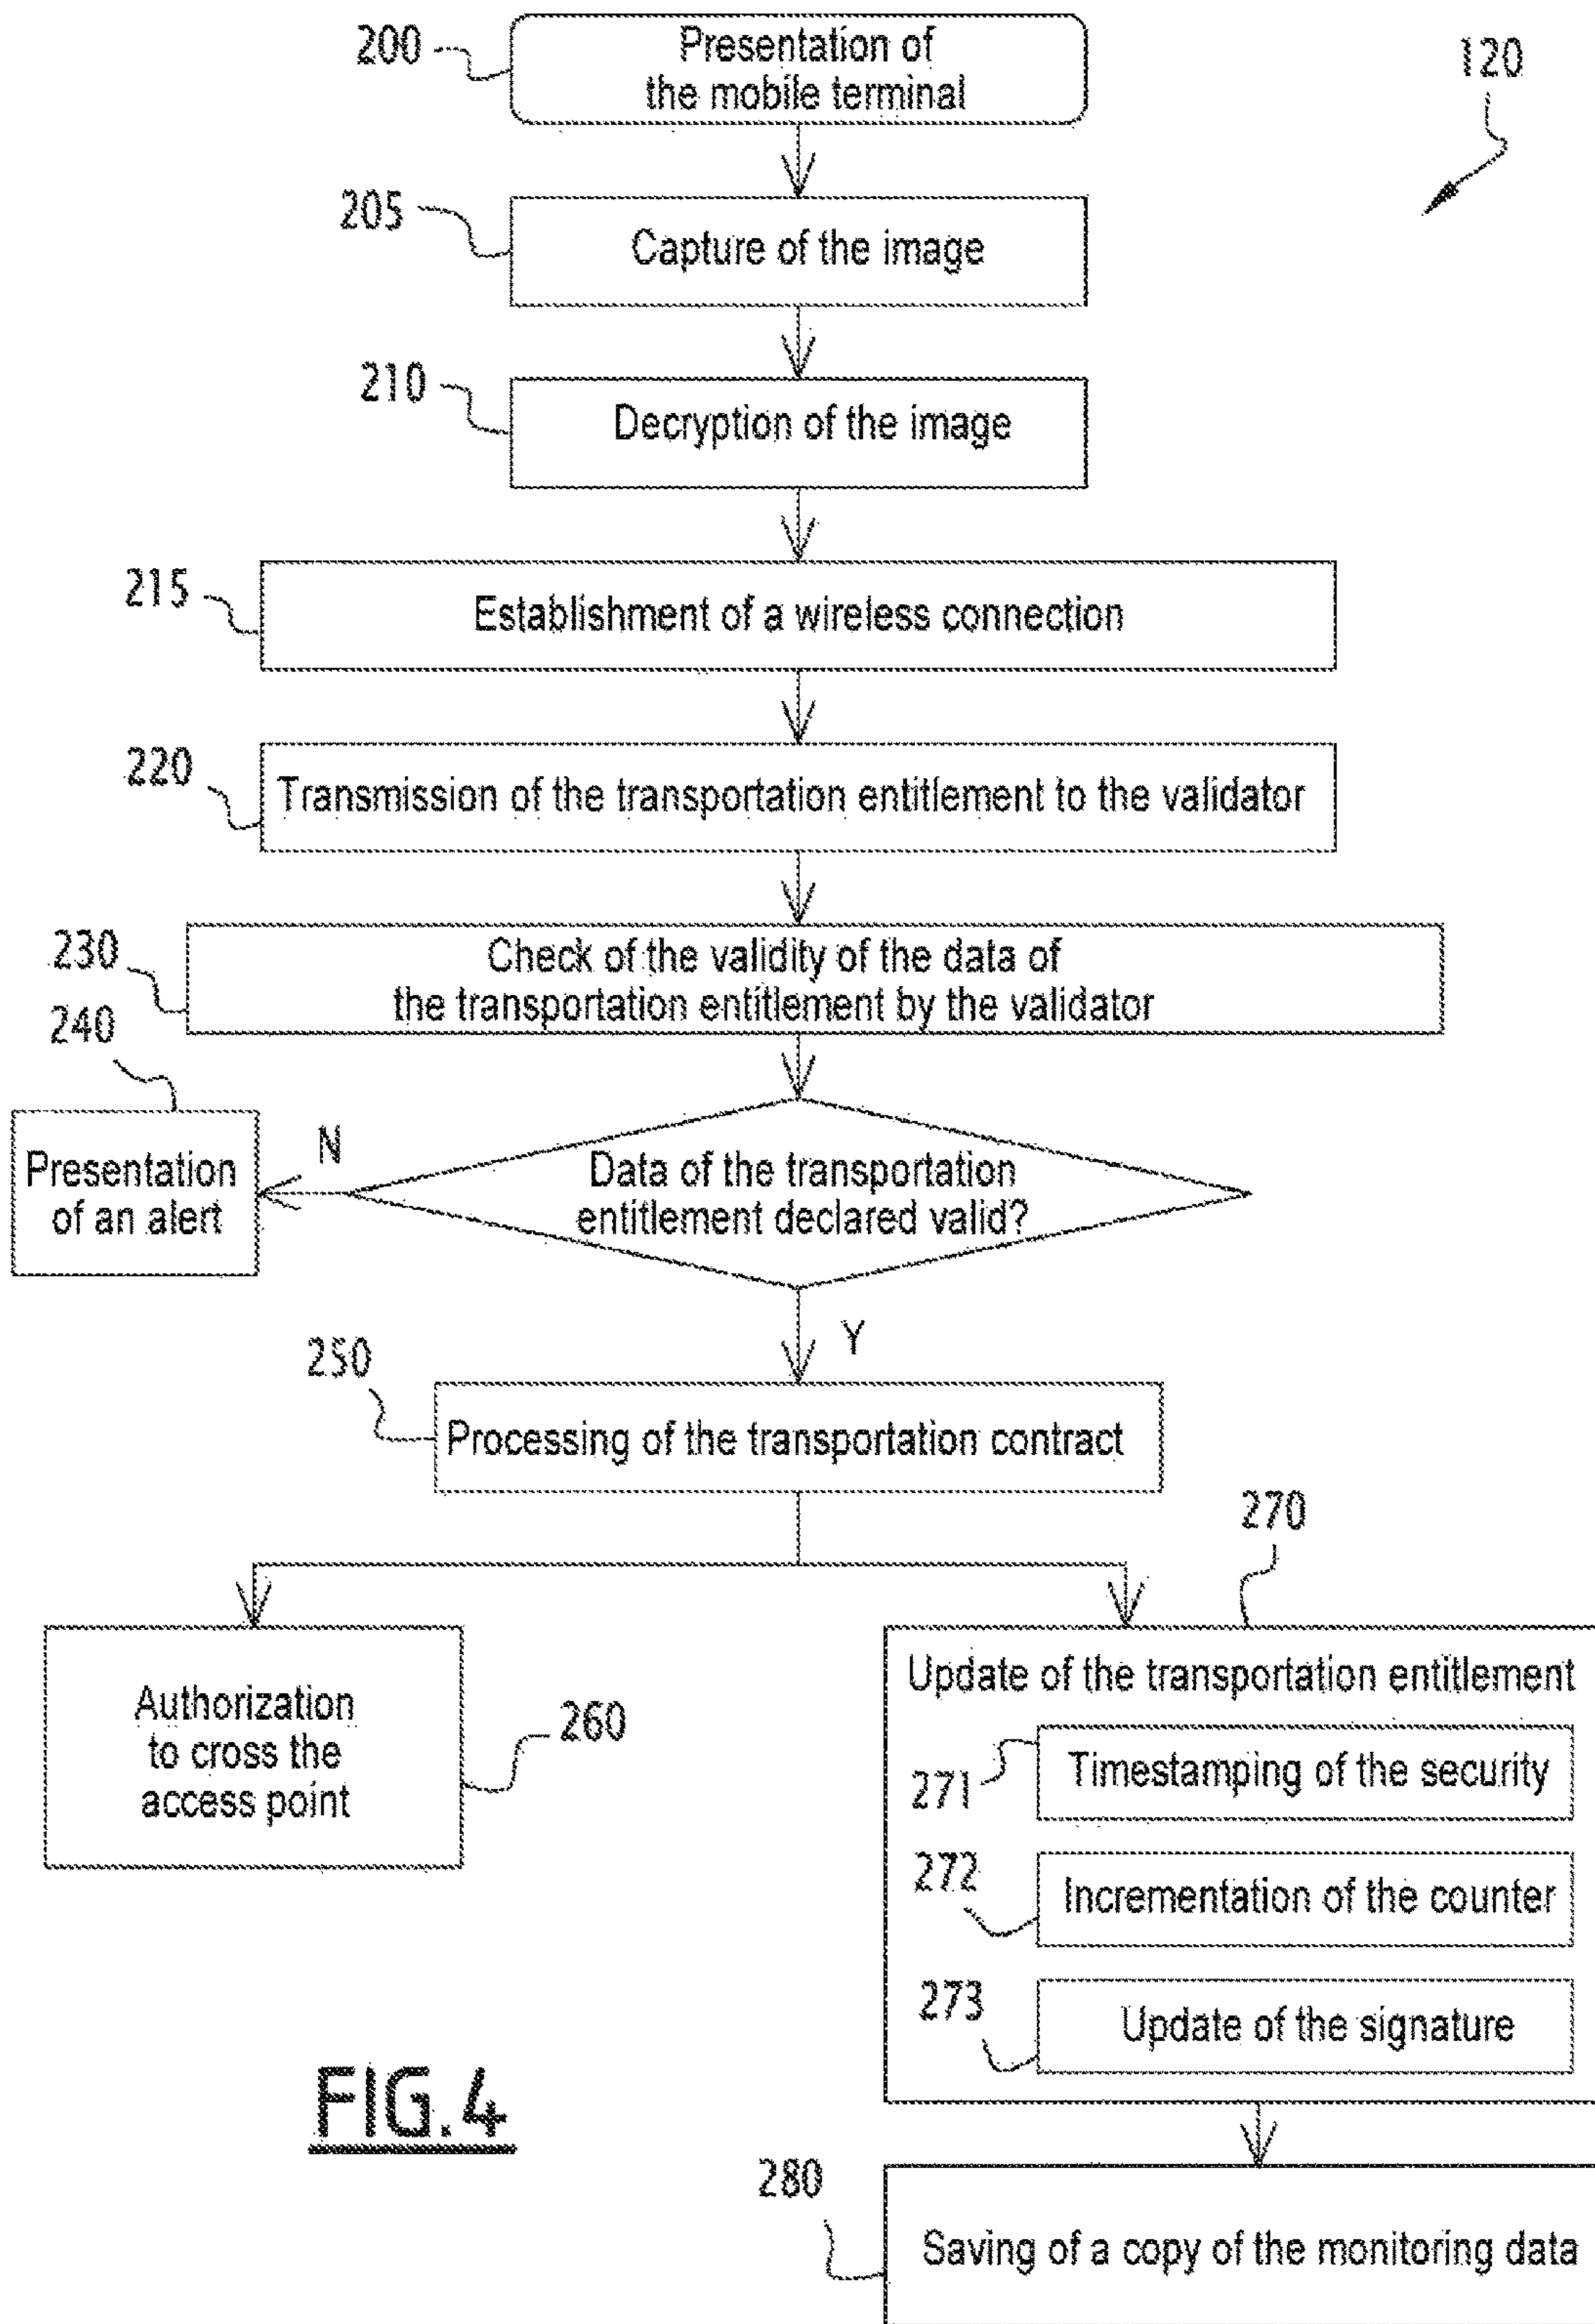 200
Presentation of
the mobile terminal
120
205
Capture of the image
210
Decryption of the image
215
Establishment of a wireless connection
220
Transmission of the transportation entitlement to the validator
230
Check of the validity of the data of
the transportation entitlement by the validator
240
Presentation
of an alert
N
Data of the transportation
entitlement declared valid?
Y
250
Processing of the transportation contract
270
Authorization
to cross the
access point
260
Update of the transportation entitlement
271
Timestamping of the security
272
Incrementation of the counter
273
Update of the signature
FIG.4
280
Saving of a copy of the monitoring data